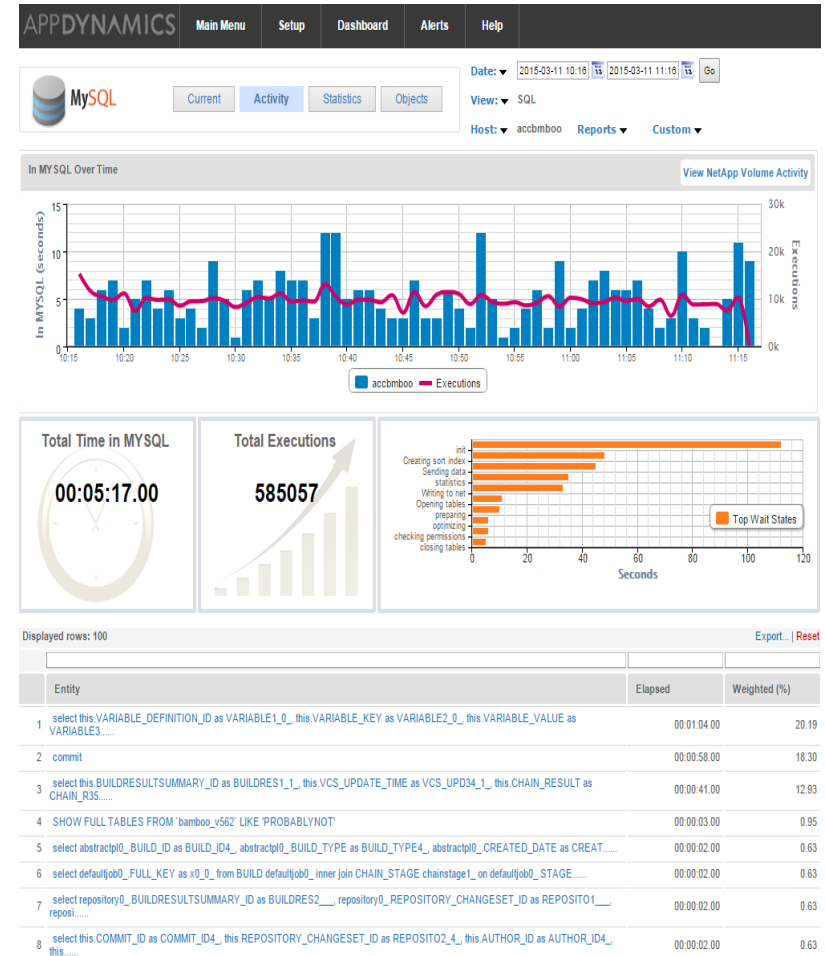 APPDYNAMICS Main Menu Setup Dashboard Alerts Help
Date: 2015-03-11 10:16 2015-03-11 11:16 Go
MySQL Current Activity Statistics Objects
View: SQL
Host: accbmboo Reports Custom
In MYSQL Over Time
View NetApp Volume Activity
In MYSQL (seconds)
15
10
5
0
30k
20k
10k
0k
Executions
10:15 10:20 10:25 10:30 10:35 10:40 10:45 10:50 10:55 11:00 11:05 11:10 11:15
accbmboo Executions
Total Time in MYSQL
00:05:17.00
Total Executions
585057
init
Creating sort index
Sending data
statistics
Writing to net
Opening tables
preparing
optimizing
checking permissions
closing tables
Top Wait States
0 20 40 60 80 100 120
Seconds
Displayed rows: 100
Export... | Reset
Entity Elapsed Weighted (%)
1 select this.VARIABLE_DEFINITION_ID as VARIABLE1_0_, this.VARIABLE_KEY as VARIABLE2_0_, this.VARIABLE_VALUE as
VARIABLE3...... 00:01:04.00 20.19
2 commit 00:00:58.00 18.30
3 select this.BUILDRESULTSUMMARY_ID as BUILDRES1_1_, this.VCS_UPDATE_TIME as VCS_UPD34_1_, this.CHAIN_RESULT as
CHAIN_R35...... 00:00:41.00 12.93
4 SHOW FULL TABLES FROM `bamboo_v562` LIKE 'PROBABLYNOT' 00:00:03.00 0.95
5 select abstractpl0_.BUILD_ID as BUILD_ID4_, abstractpl0_.BUILD_TYPE as BUILD_TYPE4_, abstractpl0_.CREATED_DATE as CREAT...... 00:00:02.00 0.63
6 select defaultjob0_.FULL_KEY as x0_0_ from BUILD defaultjob0_ inner join CHAIN_STAGE chainstage1_ on defaultjob0_.STAGE...... 00:00:02.00 0.63
7 select repository0_.BUILDRESULTSUMMARY_ID as BUILDRES2___, repository0_.REPOSITORY_CHANGESET_ID as REPOSITO1___,
reposi...... 00:00:02.00 0.63
8 select this.COMMIT_ID as COMMIT_ID4_, this.REPOSITORY_CHANGESET_ID as REPOSITO2_4_, this.AUTHOR_ID as AUTHOR_ID4_,
this...... 00:00:02.00 0.63